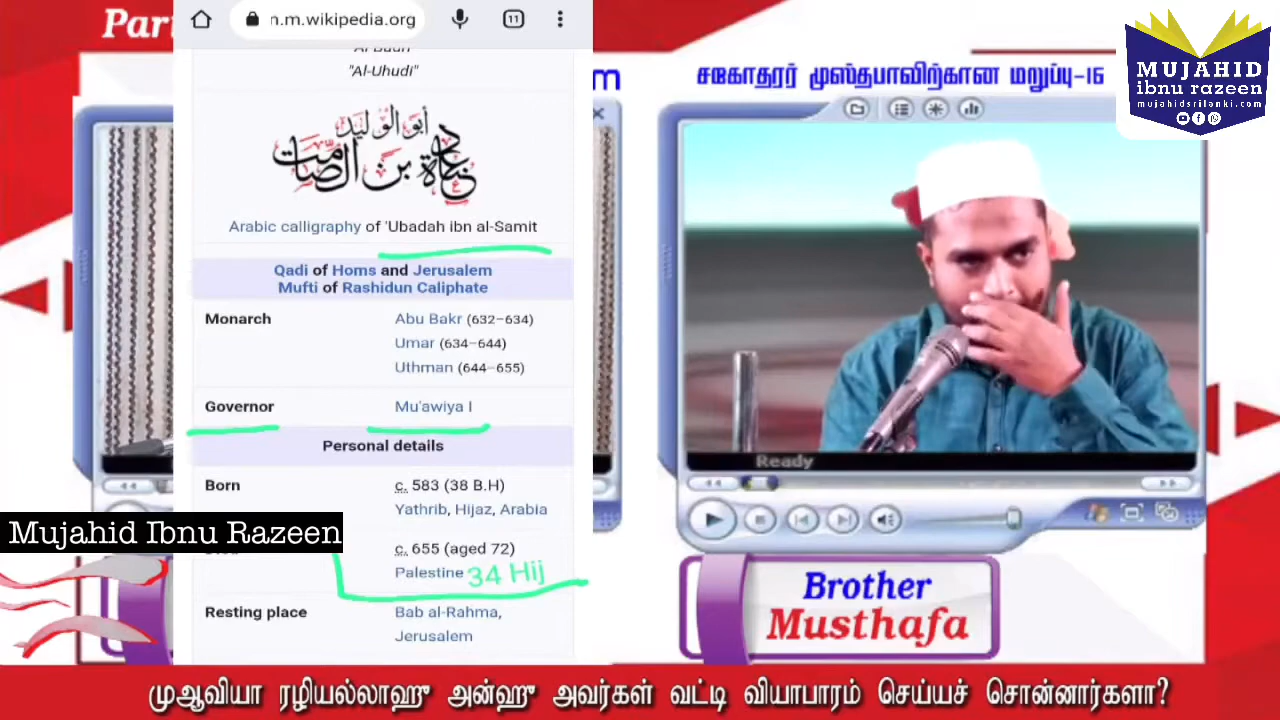 Par
n.m.wikipedia.org
11
"Al-Uhudi"
أبو الوليد
عبادة بن الصامت
Arabic calligraphy of 'Ubadah ibn al-Samit
Qadi of Homs and Jerusalem
Mufti of Rashidun Caliphate
Monarch
Abu Bakr (632–634)
Umar (634–644)
Uthman (644–655)
Governor
Mu'awiya I
Personal details
Born
c. 583 (38 B.H)
Yathrib, Hijaz, Arabia
c. 655 (aged 72)
Palestine 34 Hij
Resting place
Bab al-Rahma,
Jerusalem
m
சகோதரர் முஸ்தபாவிற்கான மறுப்பு-16
MUJAHID
ibnu razeen
mujahidsrilanki.com
Ready
Mujahid Ibnu Razeen
Brother
Musthafa
முஆவியா ரழியல்லாஹு அன்ஹு அவர்கள் வட்டி வியாபாரம் செய்யச் சொன்னார்களா?